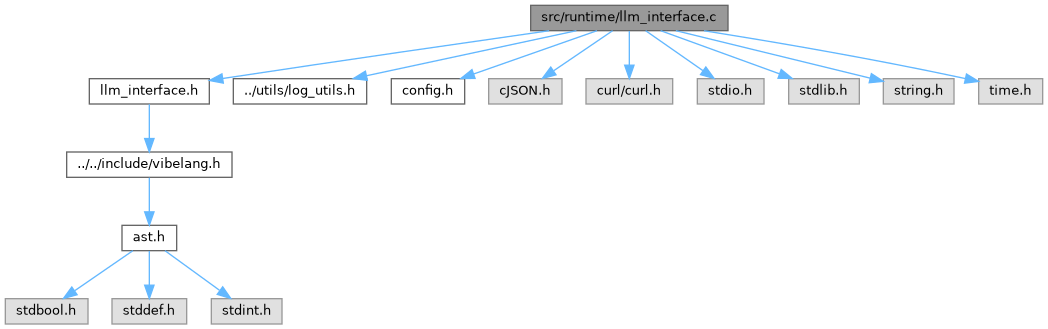 src/runtime/llm_interface.c
llm_interface.h
../utils/log_utils.h
config.h
cJSON.h
curl/curl.h
stdio.h
stdlib.h
string.h
time.h
../../include/vibelang.h
ast.h
stdbool.h
stddef.h
stdint.h